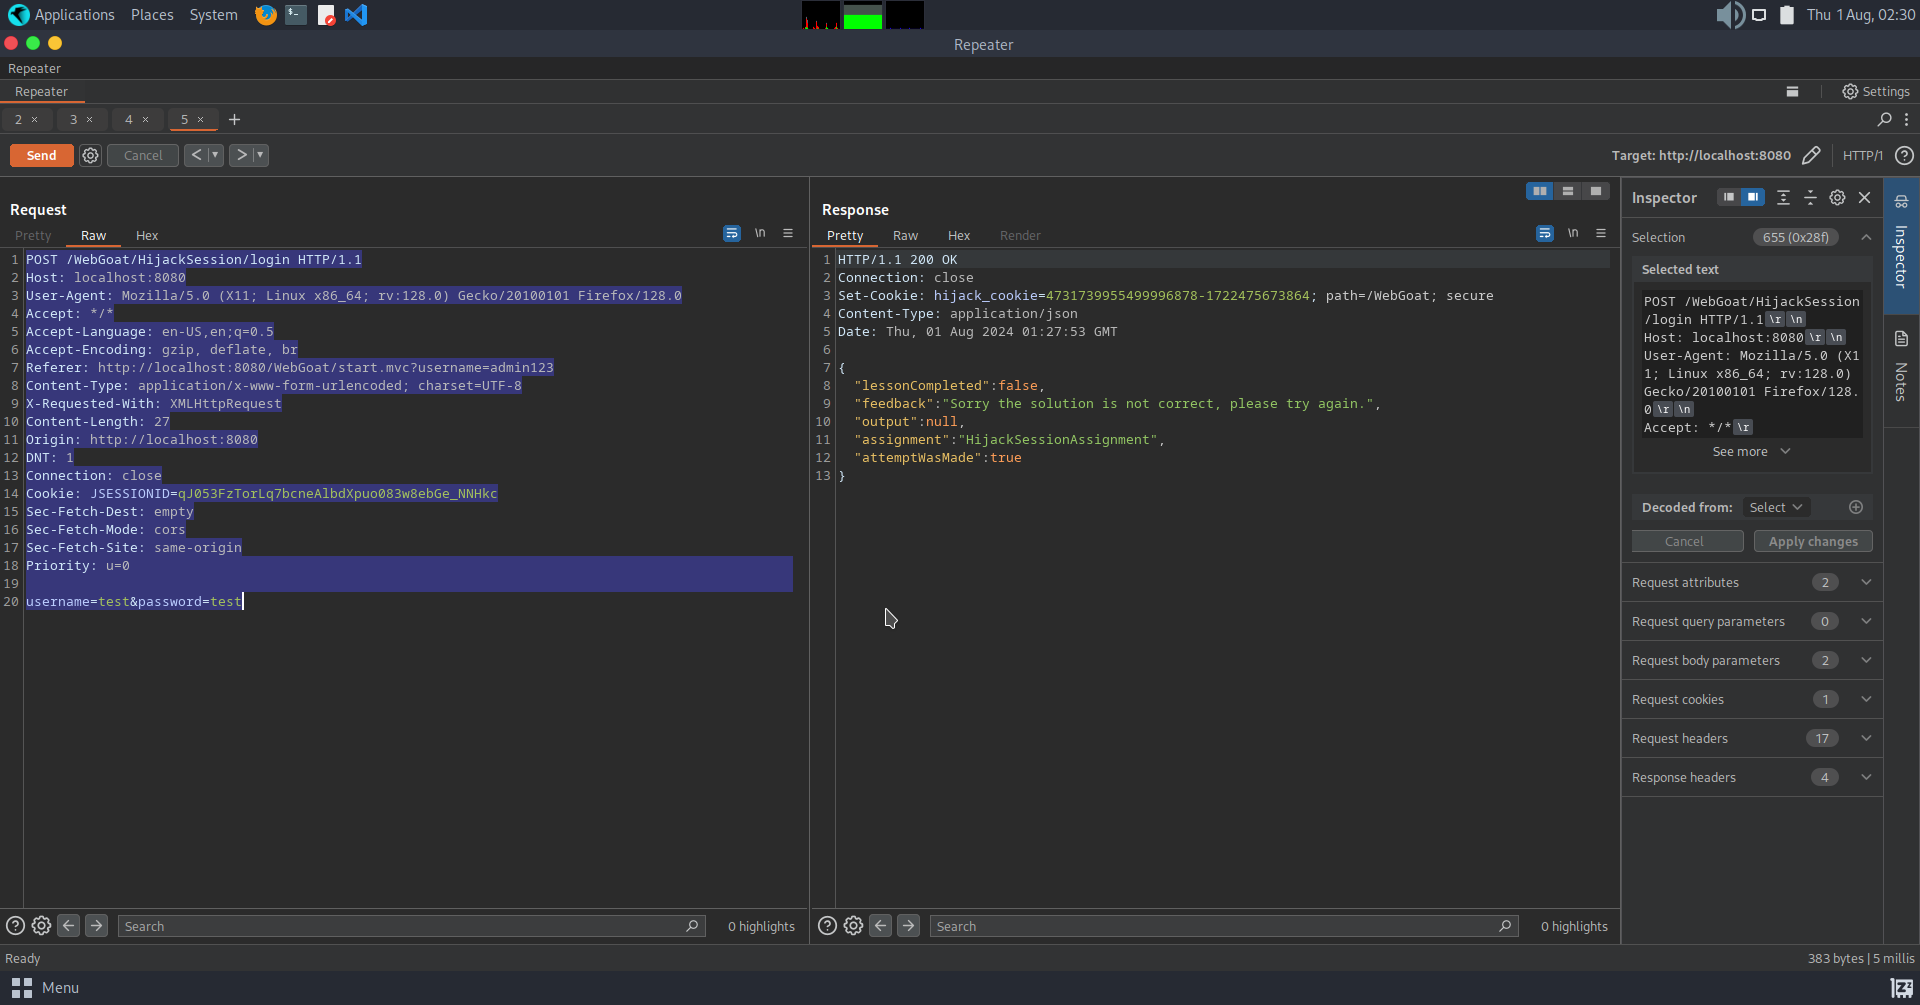 Applications Places System Thu 1 Aug, 02:30
Repeater
Repeater
Repeater Settings
2 × 3 × 4 × 5 × +
Send Cancel < > Target: http://localhost:8080 HTTP/1
Request
Pretty Raw Hex \n
1 POST /WebGoat/HijackSession/login HTTP/1.1
2 Host: localhost:8080
3 User-Agent: Mozilla/5.0 (X11; Linux x86_64; rv:128.0) Gecko/20100101 Firefox/128.0
4 Accept: */*
5 Accept-Language: en-US,en;q=0.5
6 Accept-Encoding: gzip, deflate, br
7 Referer: http://localhost:8080/WebGoat/start.mvc?username=admin123
8 Content-Type: application/x-www-form-urlencoded; charset=UTF-8
9 X-Requested-With: XMLHttpRequest
10 Content-Length: 27
11 Origin: http://localhost:8080
12 DNT: 1
13 Connection: close
14 Cookie: JSESSIONID=qJ053FzTorLq7bcneAlbdXpuo083w8ebGe_NNHkc
15 Sec-Fetch-Dest: empty
16 Sec-Fetch-Mode: cors
17 Sec-Fetch-Site: same-origin
18 Priority: u=0
19
20 username=test&password=test
Search 0 highlights
Response
Pretty Raw Hex Render \n
1 HTTP/1.1 200 OK
2 Connection: close
3 Set-Cookie: hijack_cookie=4731739955499996878-1722475673864; path=/WebGoat; secure
4 Content-Type: application/json
5 Date: Thu, 01 Aug 2024 01:27:53 GMT
6
7 {
8 "lessonCompleted":false,
9 "feedback":"Sorry the solution is not correct, please try again.",
10 "output":null,
11 "assignment":"HijackSessionAssignment",
12 "attemptWasMade":true
13 }
Search 0 highlights
Inspector
Selection 655 (0x28f)
Selected text
POST /WebGoat/HijackSession
/login HTTP/1.1 \r \n
Host: localhost:8080 \r \n
User-Agent: Mozilla/5.0 (X1
1; Linux x86_64; rv:128.0)
Gecko/20100101 Firefox/128.
0 \r \n
Accept: */* \r
See more
Decoded from: Select
Cancel Apply changes
Request attributes 2
Request query parameters 0
Request body parameters 2
Request cookies 1
Request headers 17
Response headers 4
Inspector
Notes
Ready 383 bytes | 5 millis
Menu